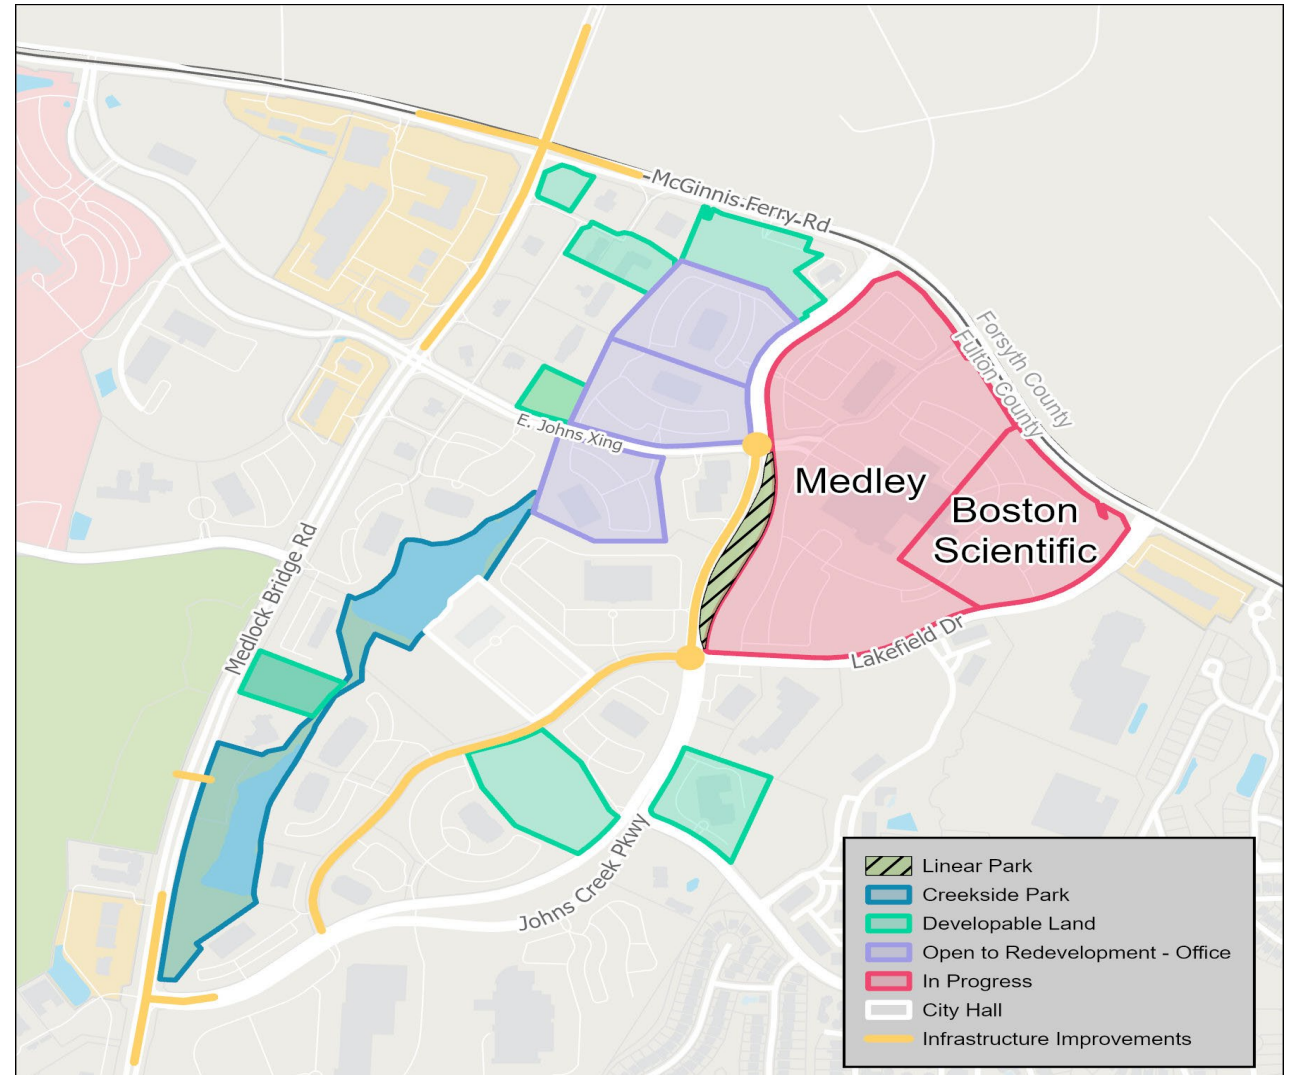 McGinnis Ferry Rd
Forsyth County
Fulton County
E. Johns Xing
Medley
Boston
Scientific
Medlock Bridge Rd
Lakefield Dr
Johns Creek Pkwy
Linear Park
Creekside Park
Developable Land
Open to Redevelopment - Office
In Progress
City Hall
Infrastructure Improvements